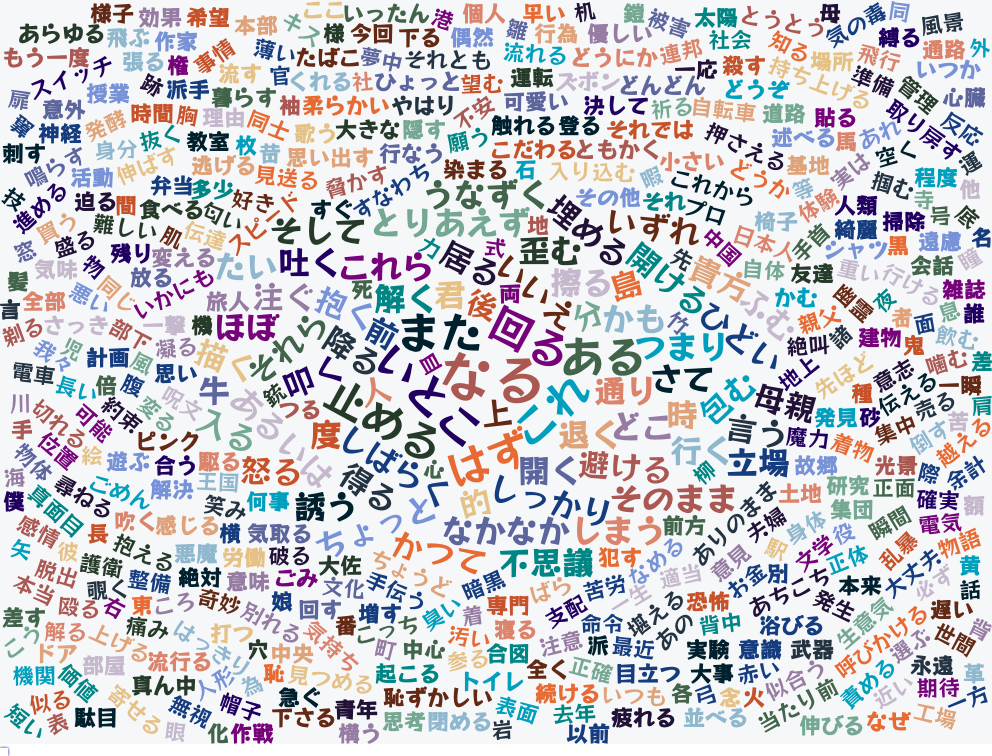 様子 効果 希望 本部 ここ いったん 港 個人 早い 机 鎧 被害 太陽 とうとう 母 気の毒 同 風景
あらゆる 飛ぶ 作家 キス 様 今回 下る 偶然 雛 行為 優しい 社会 縛る 通路 外
もう一度 張る 権 事情 薄い たばこ 夢中 それとも 流れる どうにか 連邦 知る 場所 飛行 いつか
スイッチ 跡 派手 流す 官 くれる 社 ひょっと 望む 運転 ズボン どんどん 一応 殺す どうぞ 持ち上げる 準備 管理 心臓
扉 意外 授業 暮らす 袖 柔らかい やはり 不安 可愛い 決して 祈る 自転車 道路 貼る 取り戻す 反応
翼 神経 発酵 時間 胸 理由 同士 歌う 大きな 隠す 願う 触れる 登る それでは 押さえる 述べる 馬 あれ
刺す 身分 抜く 教室 枚 昔 思い出す 行なう こだわる ともかく 小さい どうか 基地 実は 空く 運
鳴らす 活動 伸ばす 逃げる 見送る 脅かす すなわち 染まる 石 入り込む 暇 これから 等 掴む 程度 他
技 進める 迫る 間 弁当 多少 好き バイ すぐ うなずく その他 それ プロ 体験 人類 寺 号 底
窓 買う 難しい 食べる 匂い スピード そして とりあえず 地 埋める いずれ 中国 日本人 椅子 手首 綺麗 掃除 名
盛る 残り 肌 伝達 変える たい 吐く これら 力 居る 式 歪む 開ける 先 貴方 自体 友達 シャツ 黒 遠慮 会話 瞳
髪 気味 秀 同じ 放る いかにも 旅人 注ぐ 抱く 死 解く 君 後 両 いいえ 擦る 島 ふむ かむ 幽霊 夜 重い 行ける 雑誌
言 全部 悪い 部下 一撃 機 ほぼ それら 降る 前 また 回る 分 かも 竹 ひどい 親父 諸 者 面 息 誰
剃る さっき 児 凝る 描く いとこ 目 なる ある つまり 絶叫 建物 鬼 飲む
我々 計画 風 思い 牛 銃 叩く 人 上 くれ 通り さて 包む 地上 先ほど 意志 噛む 差
電車 長い 倍 腹 呪文 あるいは つる 止める 時 母親 発見 砂 種 伝える 一瞬
川 切れる 可能 約束 変る 入る 度 しばらく はず 退く どこ 行く 言う 魔力 着物 集中 売る 苦 肩
手 位置 絵 遊ぶ ピンク 合う 駆る 怒る 得る 心 開く 避ける 柳 立場 故郷 光景 倒す 越える
海 物体 尋ねる ごめん 解決 王国 笑み 何事 誘う 的 しっかり そのまま ありのまま 土地 研究 正面 際 余計
僕 真面目 長 吹く 感じる 横 気取る ちょっと なかなか しまう 前方 夫婦 身体 集団 確実 額
感情 彼 抱える 悪魔 労働 破る 大佐 かつて 不思議 犯す なめる 意見 駅 文学 役 瞬間 電気
矢 脱出 護衛 整備 絶対 意味 ごみ 文化 ちょうど 暗黒 ばら 苦労 適当 お金 別 正体 乱暴 物語
本当 殴る 覗く 右 東 ころ 奇妙 娘 手伝う 臭い 着 専門 支配 一生 恐怖 あちこち 本来 大丈夫 必ず 黄
差す こう 解る 痛み はっきり 別れる 回す 増す 番 こっち 汚い 寝る 命令 堪える あの 背中 浴びる 発生 生意気 遅い 話
ドア 上げる 打つ 穴 中央 気持ち 町 中心 参る 合図 注意 派 最近 実験 意識 武器 呼びかける 選ぶ 世間 背
機関 価値 部屋 流行る 人形 為 恥 見つめる 起こる トイレ 全く 正確 目立つ 大事 赤い 似合う 責める 近い 永遠 革
似る 寄せる 真ん中 無視 帽子 急ぐ 恥ずかしい 表面 続ける いつも 各 弓 念 火 当たり前 期待 一方
短い 表 駄目 眼 化 作戦 下さる 青年 構う 思考 閉める 岩 去年 以前 疲れる 並べる 伸びる なぜ 工場